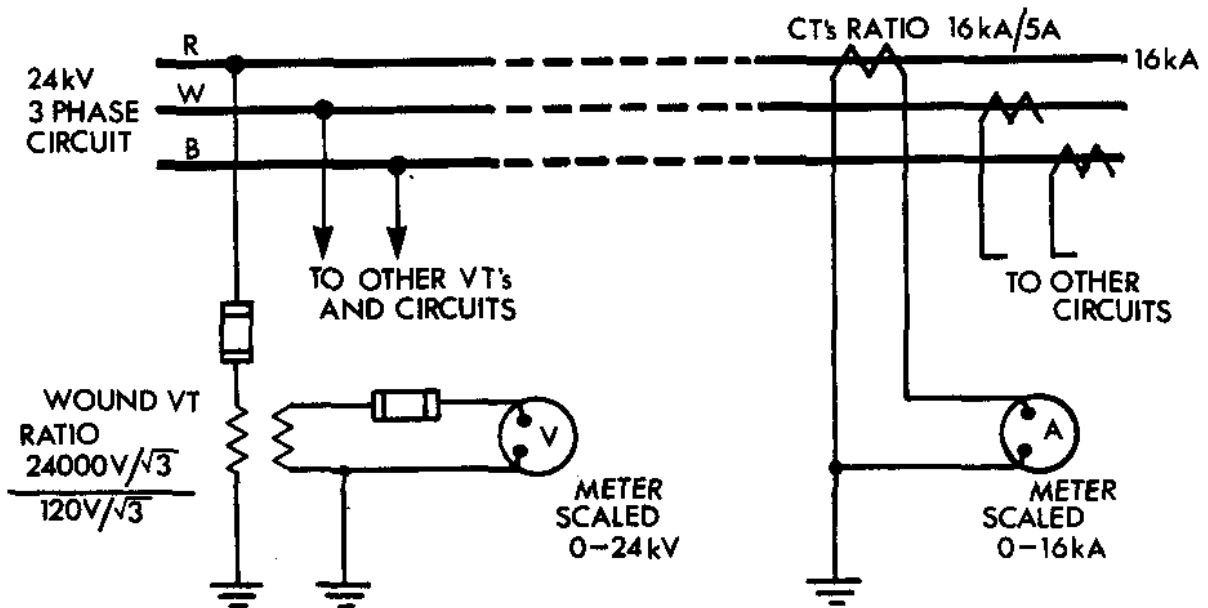 CT's RATIO 16kA/5A
R
16kA
24kV
3 PHASE
CIRCUIT
W
B
TO OTHER VT's
AND CIRCUITS
TO OTHER
CIRCUITS
WOUND VT
RATIO
24000V/√3
120V/√3
V
METER
SCALED
0-24kV
A
METER
SCALED
0-16kA